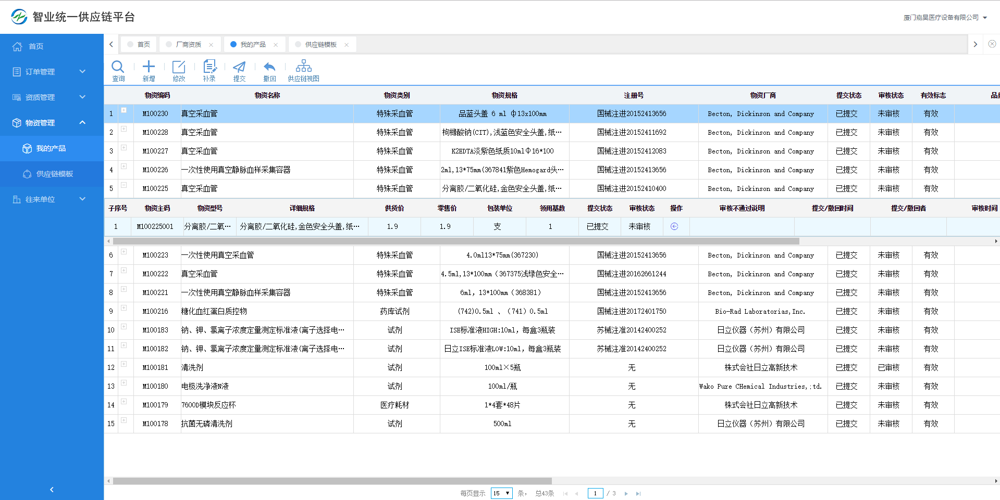 智业统一供应链平台
厦门嘉昊医疗设备有限公司
首页
订单管理
资质管理
物资管理
我的产品
供应链模板
往来单位
首页 厂商资质 我的产品 供应链模板
查询 新增 修改 补录 提交 撤回 供应链视图
物资编码 物资名称 物资类别 物资规格 注册号 物资厂商 提交状态 审核状态 有效标志
1 M100230 真空采血管 特殊采血管 品蓝头盖 6 ml ф13x100mm 国械注进20152413656 Becton, Dickinson and Company 已提交 未审核 有效
2 M100228 真空采血管 特殊采血管 枸橼酸钠(CIT),浅蓝色安全头盖,纸… 国械注进20152411692 Becton, Dickinson and Company 已提交 未审核 有效
3 M100227 真空采血管 特殊采血管 K2EDTA淡紫色纸质10mlФ16*100 国械注进20152412083 Becton, Dickinson and Company 已提交 未审核 有效
4 M100226 一次性使用真空静脉血样采集容器 特殊采血管 2ml,13*75mm(367841紫色Hemogard头… 国械注进20152413656 Becton, Dickinson and Company 已提交 未审核 有效
5 M100225 真空采血管 特殊采血管 分离胶/二氧化硅,金色安全头盖,纸… 国械注进20152410400 Becton, Dickinson and Company 已提交 未审核 有效
子序号 物资主码 物资型号 详细规格 供货价 零售价 包装单位 领用基数 提交状态 审核状态 操作 审核不通过说明 提交/撤回时间 提交/撤回者 审核时间
1 M100225001 分离胶/二氧… 分离胶/二氧化硅,金色安全头盖,纸… 1.9 1.9 支 1 已提交 未审核
6 M100223 一次性使用真空采血管 特殊采血管 4.0ml13*75mm(367230) 国械注进20152413656 Becton, Dickinson and Company 已提交 未审核 有效
7 M100222 真空采血管 特殊采血管 4.5ml,13*100mm（367375浅绿色安全… 国械注进20162661244 Becton, Dickinson and Company 已提交 未审核 有效
8 M100221 一次性使用真空静脉血样采集容器 特殊采血管 6ml，13*100mm（368381） 国械注进20152413656 Becton, Dickinson and Company 已提交 未审核 有效
9 M100216 糖化血红蛋白质控物 药库试剂 (742)0.5ml 、（741）0.5ml 国械注进20172401750 Bio-Rad Laboratorias,Inc. 已提交 未审核 有效
10 M100183 钠、钾、氯离子浓度定量测定标准液(离子选择电… 试剂 ISE标准液HIGH:10ml，每盒3瓶装 苏械注准20142400252 日立仪器（苏州）有限公司 已提交 未审核 有效
11 M100182 钠、钾、氯离子浓度定量测定标准液(离子选择电… 试剂 日立ISE标准液LOW:10ml，每盒3瓶装 苏械注准20142400252 日立仪器（苏州）有限公司 已提交 未审核 有效
12 M100181 清洗剂 试剂 100ml×5瓶 无 株式会社日立高新技术 已提交 已审核 有效
13 M100180 电极洗净液N液 试剂 100ml/瓶 无 Wako Pure CHemical Industries,;td. 已提交 未审核 有效
14 M100179 7600D模块反应杯 医疗耗材 1*4套*48片 无 株式会社日立高新技术 已提交 未审核 有效
15 M100178 抗菌无磷清洗剂 试剂 500ml 无 日立仪器（苏州）有限公司 已提交 未审核 有效
每页显示 15 条， 总43条 1 / 3